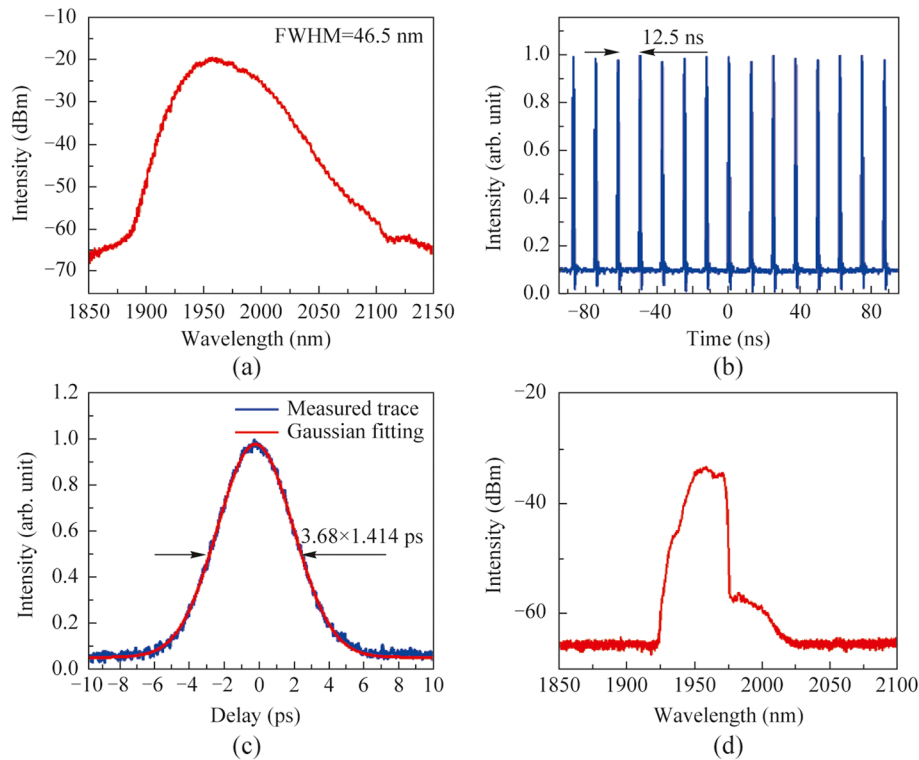 −10
−20
−30
−40
−50
−60
−70
Intensity (dBm)
FWHM=46.5 nm
1850 1900 1950 2000 2050 2100 2150
Wavelength (nm)
(a)
1.0
0.8
0.6
0.4
0.2
0.0
Intensity (arb. unit)
12.5 ns
−80 −40 0 40 80
Time (ns)
(b)
1.2
1.0
0.8
0.6
0.4
0.2
0.0
Intensity (arb. unit)
Measured trace
Gaussian fitting
3.68×1.414 ps
−10 −8 −6 −4 −2 0 2 4 6 8 10
Delay (ps)
(c)
−20
−40
−60
Intensity (dBm)
1850 1900 1950 2000 2050 2100
Wavelength (nm)
(d)